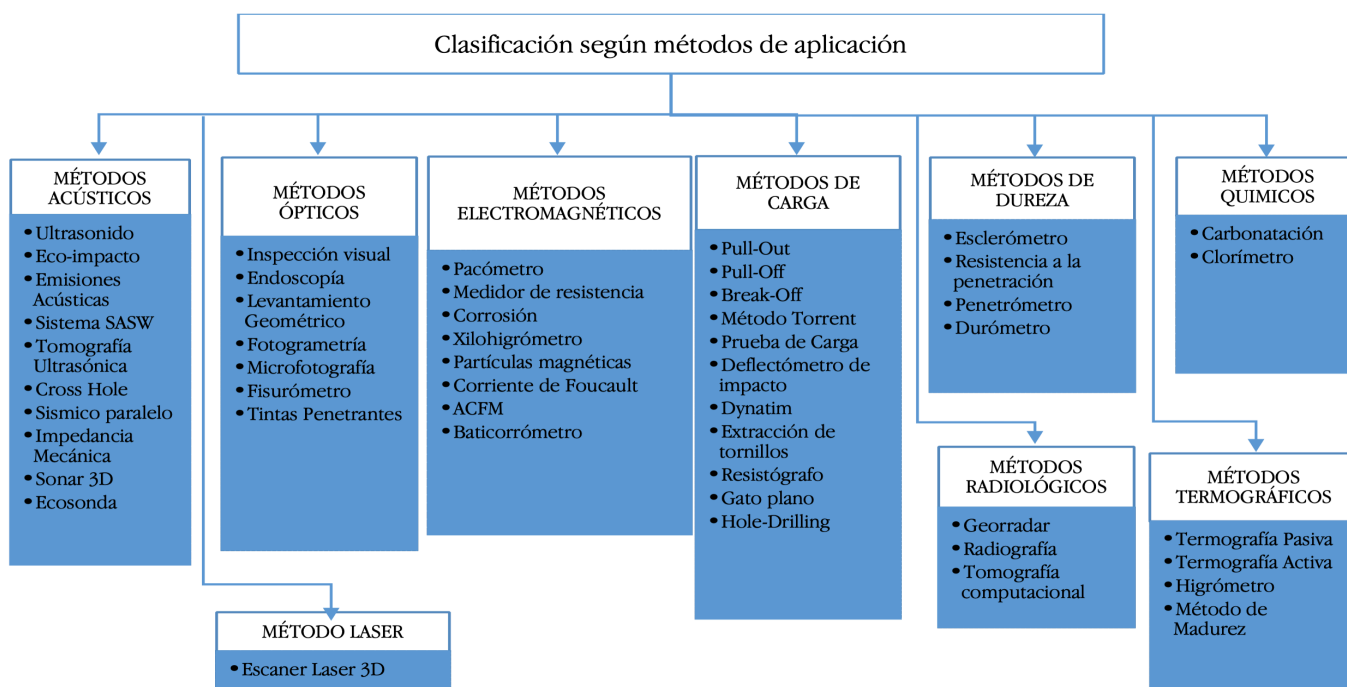 Clasificación según métodos de aplicación
MÉTODOS
ACÚSTICOS
• Ultrasonido
• Eco-impacto
• Emisiones
Acústicas
• Sistema SASW
• Tomografía
Ultrasónica
• Cross Hole
• Sismico paralelo
• Impedancia
Mecánica
• Sonar 3D
• Ecosonda
MÉTODOS
ÓPTICOS
• Inspección visual
• Endoscopía
• Levantamiento
Geométrico
• Fotogrametría
• Microfotografía
• Fisurómetro
• Tintas Penetrantes
MÉTODOS
ELECTROMAGNÉTICOS
• Pacómetro
• Medidor de resistencia
• Corrosión
• Xilohigrómetro
• Partículas magnéticas
• Corriente de Foucault
• ACFM
• Baticorrómetro
MÉTODOS DE
CARGA
• Pull-Out
• Pull-Off
• Break-Off
• Método Torrent
• Prueba de Carga
• Deflectómetro de
impacto
• Dynatim
• Extracción de
tornillos
• Resistógrafo
• Gato plano
• Hole-Drilling
MÉTODOS DE
DUREZA
• Esclerómetro
• Resistencia a la
penetración
• Penetrómetro
• Durómetro
MÉTODOS
QUIMICOS
• Carbonatación
• Clorímetro
MÉTODOS
RADIOLÓGICOS
• Georradar
• Radiografía
• Tomografía
computacional
MÉTODOS
TERMOGRÁFICOS
• Termografía Pasiva
• Termografía Activa
• Higrómetro
• Método de
Madurez
MÉTODO LASER
• Escaner Laser 3D